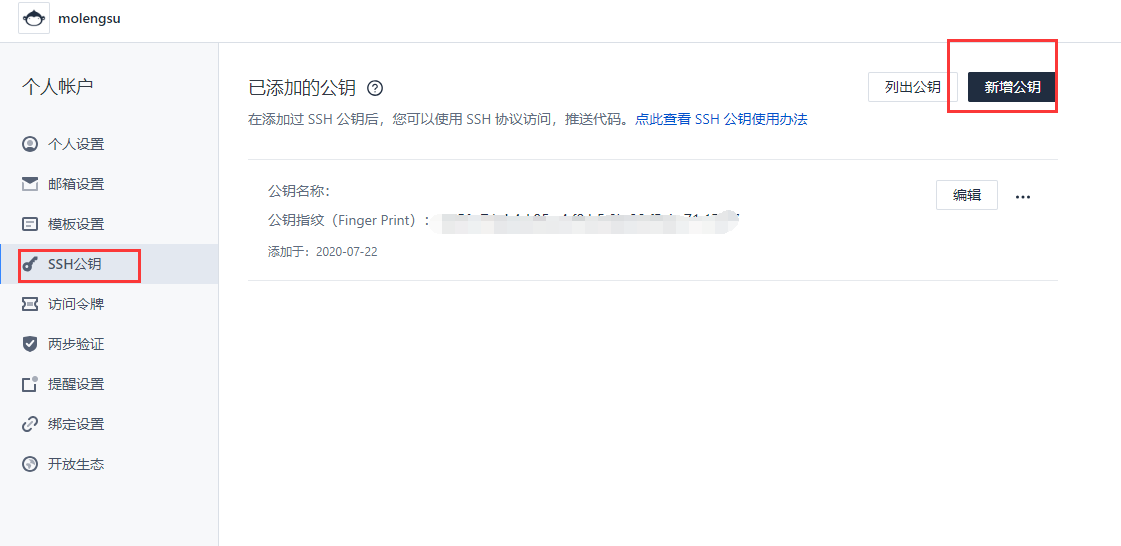 molengsu
个人帐户
个人设置
邮箱设置
模板设置
SSH公钥
访问令牌
两步验证
提醒设置
绑定设置
开放生态
已添加的公钥 ?
列出公钥
新增公钥
在添加过 SSH 公钥后，您可以使用 SSH 协议访问，推送代码。点此查看 SSH 公钥使用办法
公钥名称：
编辑 ...
公钥指纹（Finger Print）：
添加于：2020-07-22